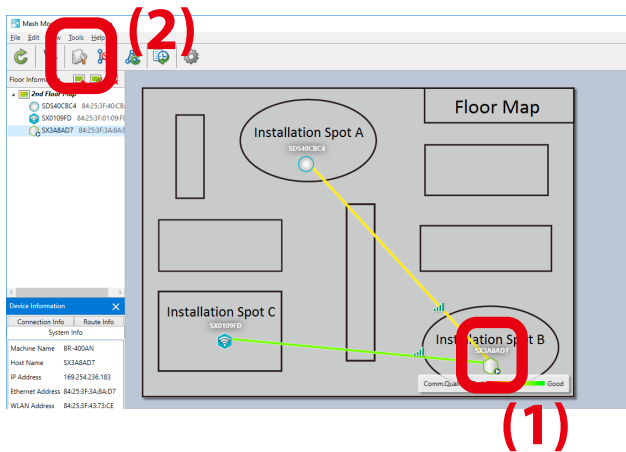 Mesh Mo
(2)
File Edit View Tools Help
Floor Information
2nd Floor Map
SDS40CBC4 84:25:3F:40:CB:
SX0109FD 84:25:3F:01:09:FD
SX3A8AD7 84:25:3F:3A:8A:D
Floor Map
Installation Spot A
SDS40CBC4
Installation Spot C
SX0109FD
Installation Spot B
SX3A8AD7
Comm.Quality
Good
(1)
Device Information
Connection Info Route Info
System Info
Machine Name BR-400AN
Host Name SX3A8AD7
IP Address 169.254.236.183
Ethernet Address 84:25:3F:3A:8A:D7
WLAN Address 84:25:3F:43:73:CE